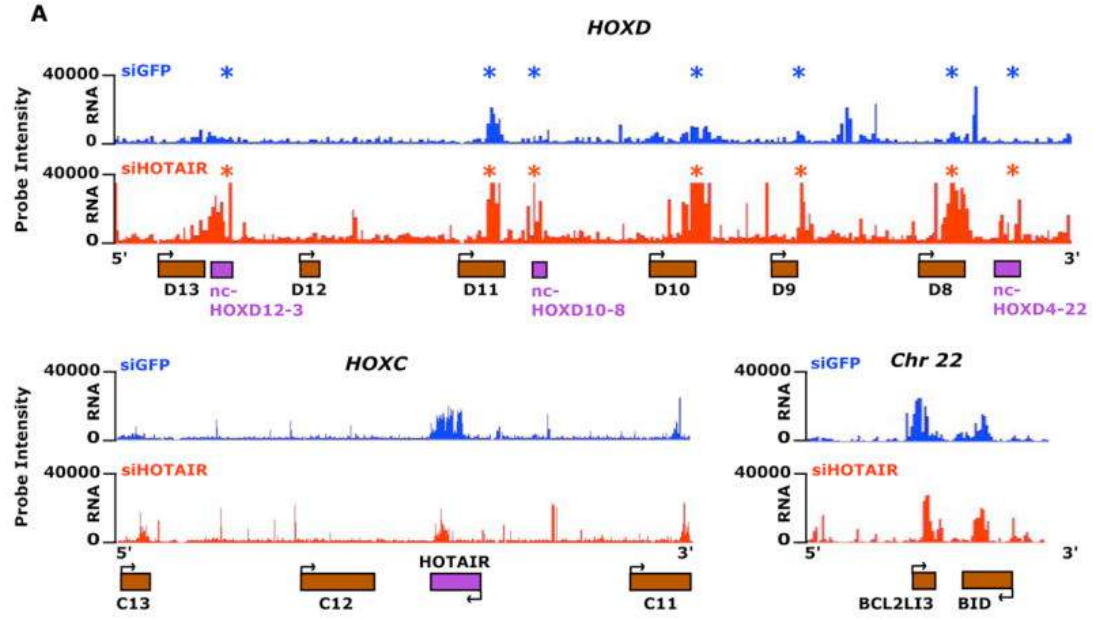 A
HOXD
siGFP * * * * * * *
40000
0
RNA
siHOTAIR * * * * * * *
40000
0
RNA
Probe Intensity
5' 3'
D13 D12 D11 D10 D9 D8
nc-HOXD12-3 nc-HOXD10-8 nc-HOXD4-22
HOXC
siGFP
40000
0
RNA
siHOTAIR
40000
0
RNA
Probe Intensity
5' 3'
HOTAIR
C13 C12 C11
Chr 22
siGFP
40000
0
RNA
siHOTAIR
40000
0
RNA
5' 3'
BCL2LI3 BID